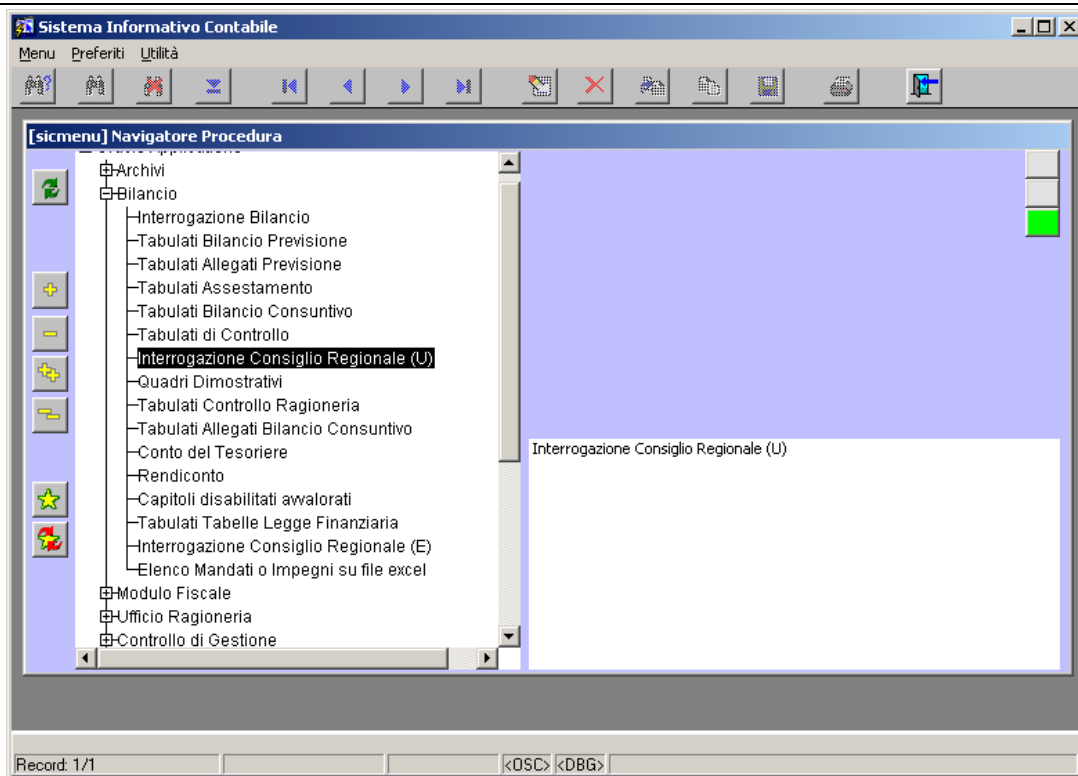 Sistema Informativo Contabile
Menu Preferiti Utilità
[sicmenu] Navigatore Procedura
Archivi
Bilancio
Interrogazione Bilancio
Tabulati Bilancio Previsione
Tabulati Allegati Previsione
Tabulati Assestamento
Tabulati Bilancio Consuntivo
Tabulati di Controllo
Interrogazione Consiglio Regionale (U)
Quadri Dimostrativi
Tabulati Controllo Ragioneria
Tabulati Allegati Bilancio Consuntivo
Conto del Tesoriere
Rendiconto
Capitoli disabilitati avvalorati
Tabulati Tabelle Legge Finanziaria
Interrogazione Consiglio Regionale (E)
Elenco Mandati o Impegni su file excel
Modulo Fiscale
Ufficio Ragioneria
Controllo di Gestione
Interrogazione Consiglio Regionale (U)
Record: 1/1 <OSC> <DBG>